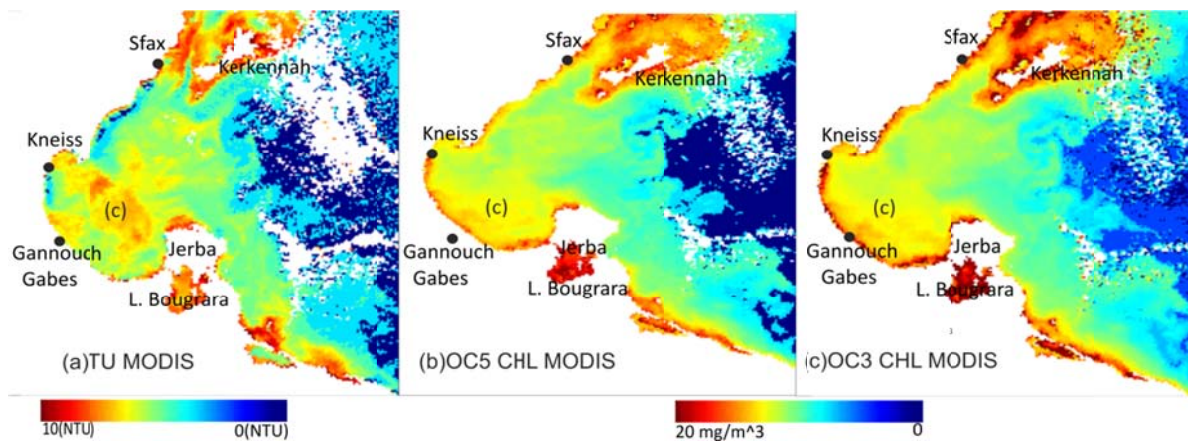 Sfax
Kerkennah
Kneiss
(c)
Gannouch
Gabes
Jerba
L. Bougrara
(a)TU MODIS
10(NTU)
0(NTU)
Sfax
Kerkennah
Kneiss
(c)
Gannouch
Gabes
Jerba
L. Bougrara
(b)OC5 CHL MODIS
Sfax
Kerkennah
Kneiss
(c)
Gannouch
Gabes
Jerba
L. Bougrara
(c)OC3 CHL MODIS
20 mg/m^3
0